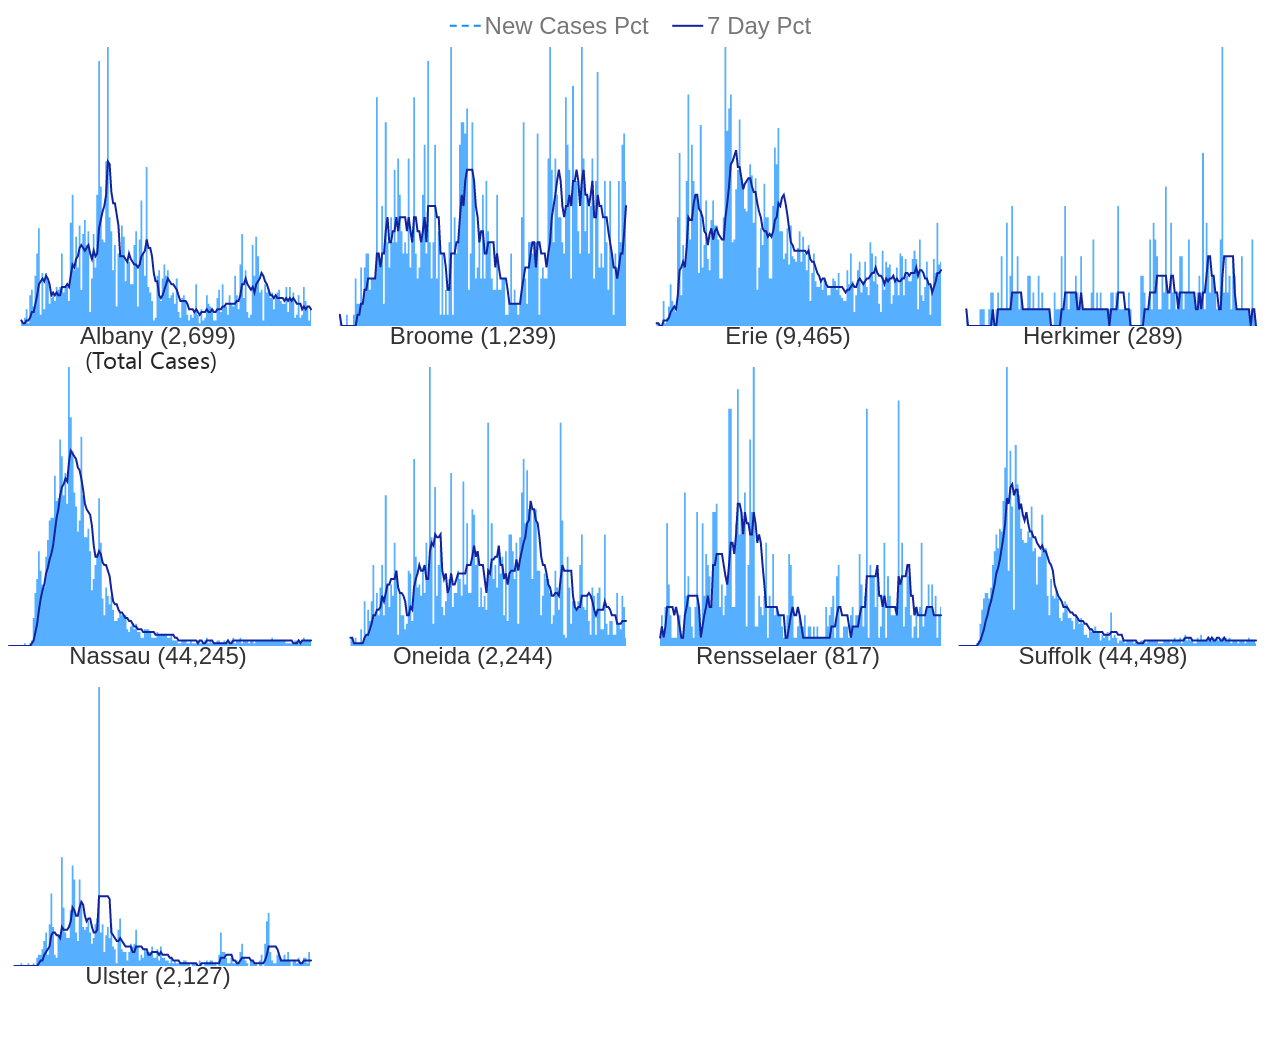 New Cases Pct 7 Day Pct
Albany (2,699) Broome (1,239) Erie (9,465) Herkimer (289)
(Total Cases)
Nassau (44,245) Oneida (2,244) Rensselaer (817) Suffolk (44,498)
Ulster (2,127)